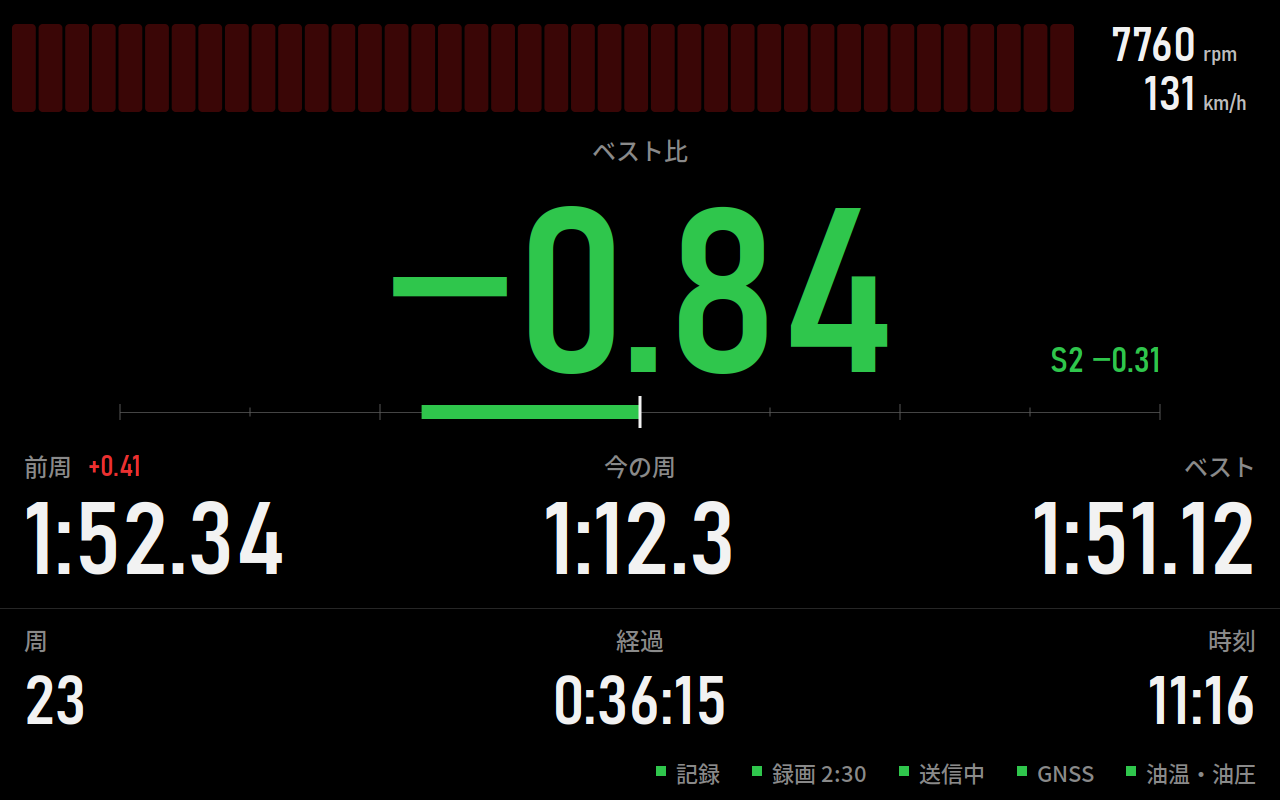 7760 rpm
131 km/h
ベスト比
−0.84
S2 −0.31
前周 +0.41 今の周 ベスト
1:52.34 1:12.3 1:51.12
周 経過 時刻
23 0:36:15 11:16
記録 録画 2:30 送信中 GNSS 油温・油圧